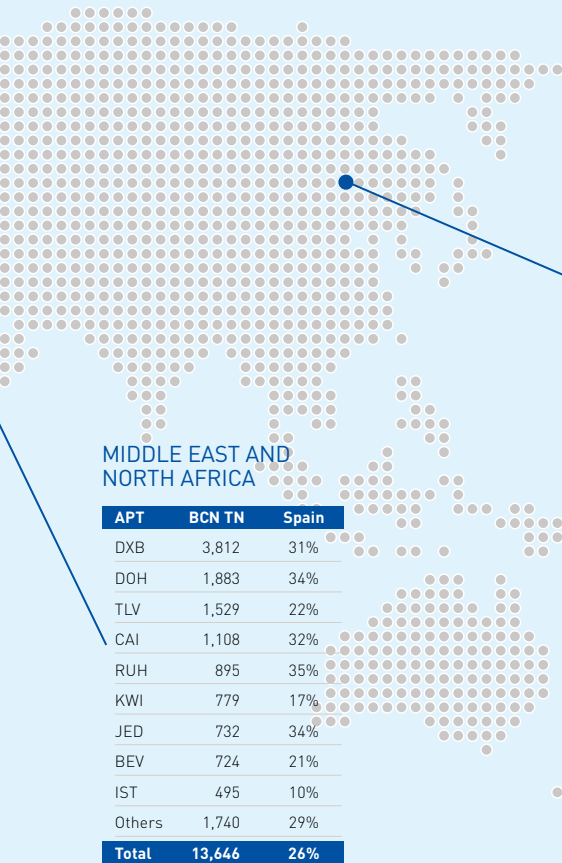 MIDDLE EAST AND
NORTH AFRICA
APT BCN TN Spain
DXB 3,812 31%
DOH 1,883 34%
TLV 1,529 22%
CAI 1,108 32%
RUH 895 35%
KWI 779 17%
JED 732 34%
BEV 724 21%
IST 495 10%
Others 1,740 29%
Total 13,646 26%